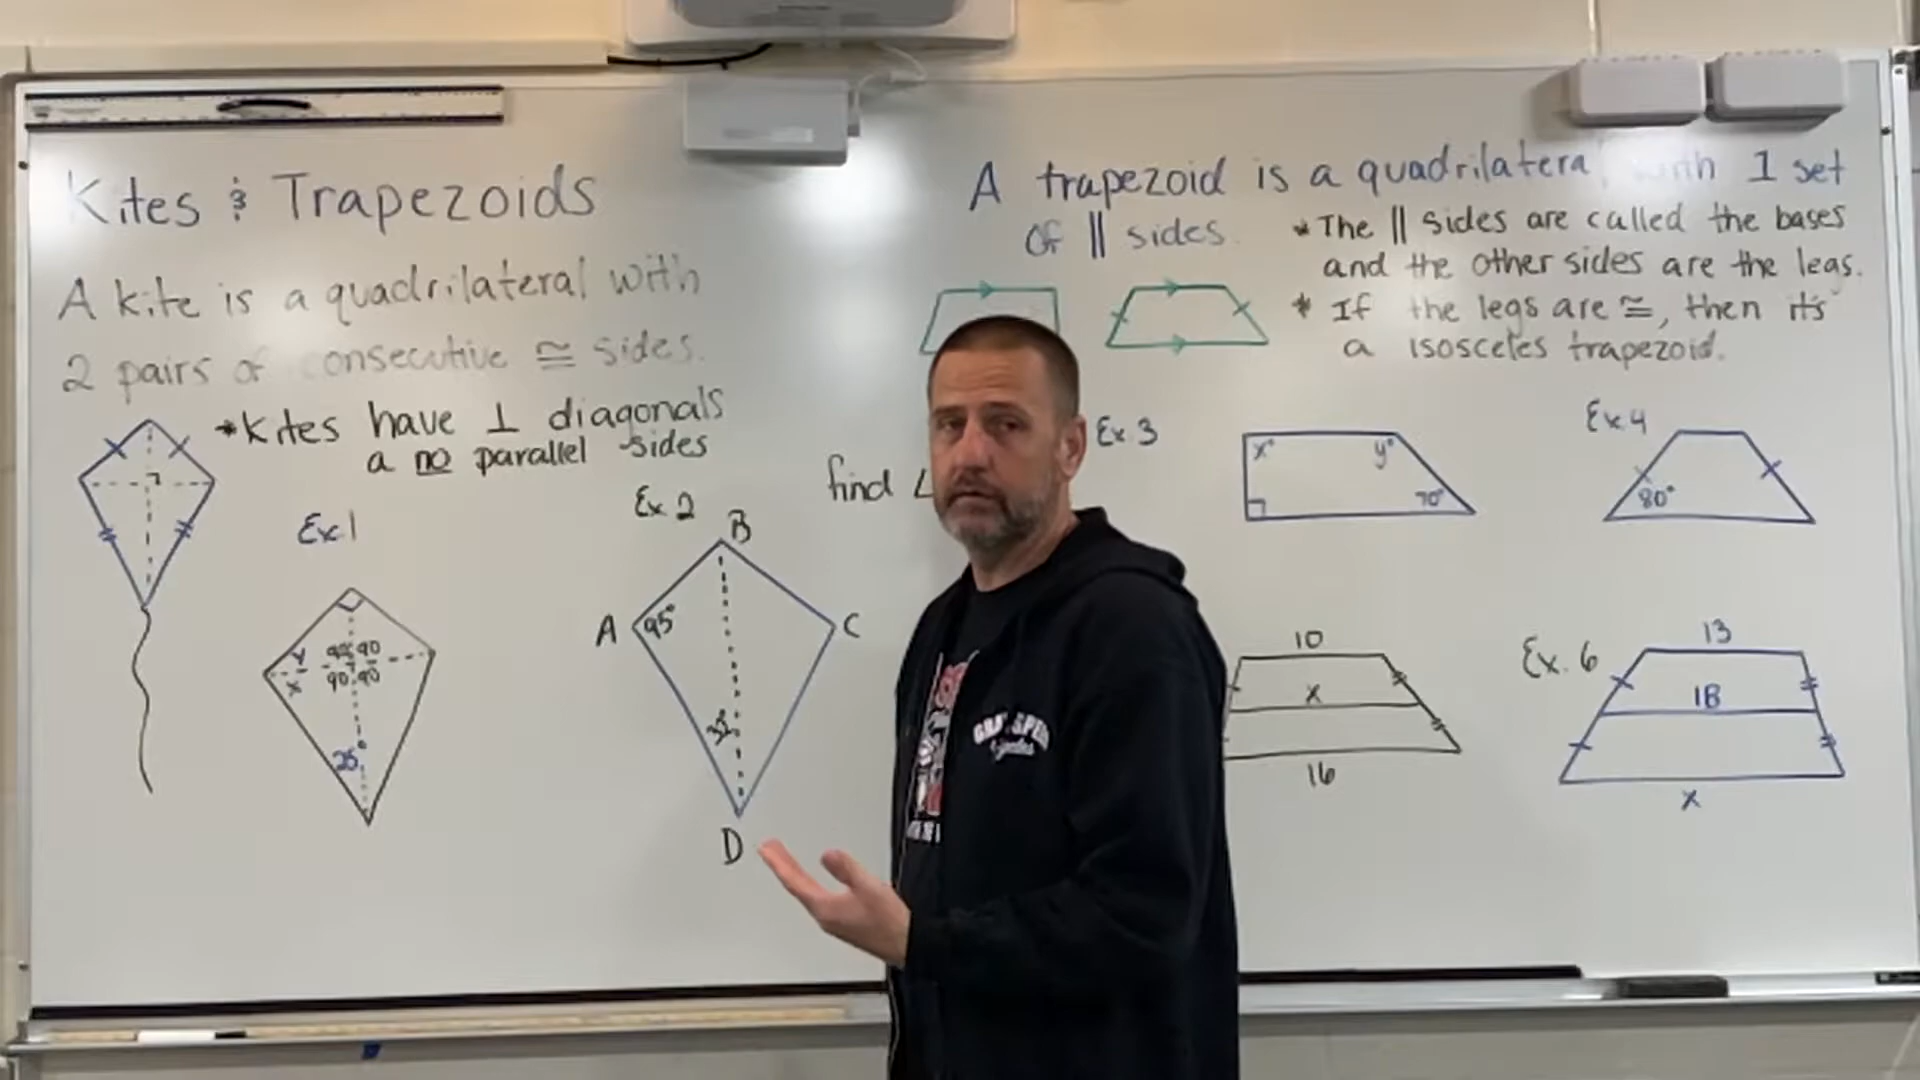 Kites & Trapezoids
A kite is a quadrilateral with
2 pairs of consecutive ≅ sides.
*Kites have ⊥ diagonals
a no parallel sides
Ex.1
y
x
90 90
90 90
25°
Ex. 2
find ∠
B
A
95°
C
32°
D
A trapezoid is a quadrilateral with 1 set
of || sides.
*The || sides are called the bases
and the other sides are the legs.
* If the legs are ≅, then it's
a isosceles trapezoid.
Ex. 3
x°
y°
70°
Ex.4
80°
10
x
16
Ex. 6
13
18
x